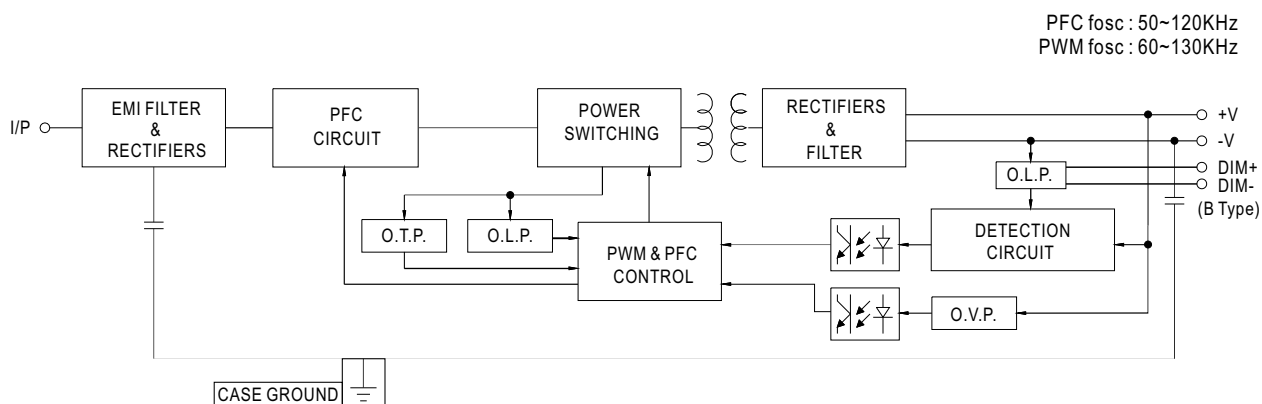 PFC fosc : 50~120KHz
PWM fosc : 60~130KHz
I/P
EMI FILTER
&
RECTIFIERS
PFC
CIRCUIT
POWER
SWITCHING
RECTIFIERS
&
FILTER
+V
-V
DIM+
DIM-
(B Type)
O.L.P.
O.T.P.
O.L.P.
PWM & PFC
CONTROL
DETECTION
CIRCUIT
O.V.P.
CASE GROUND